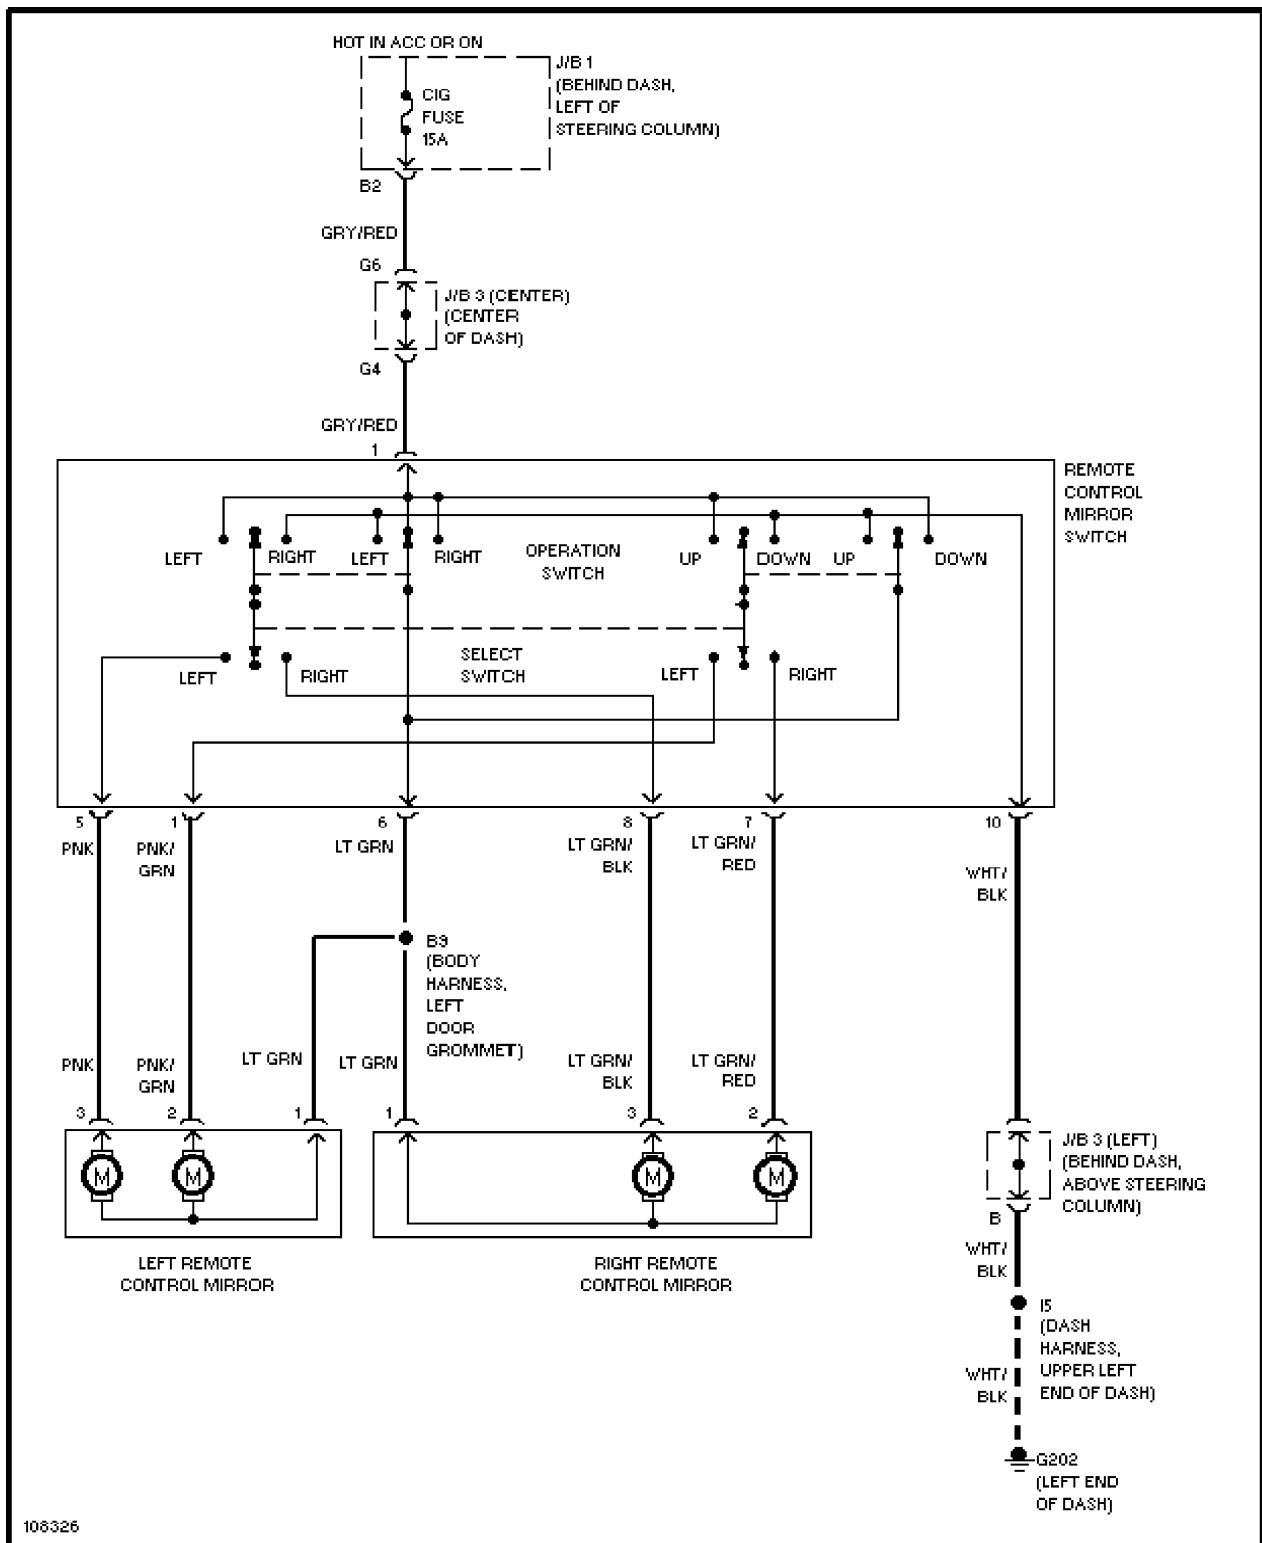 HOT IN ACC OR ON
J/B 1
(BEHIND DASH,
LEFT OF
STEERING COLUMN)
CIG
FUSE
15A
B2
GRY/RED
G6
J/B 3 (CENTER)
(CENTER
OF DASH)
G4
GRY/RED
1
REMOTE
CONTROL
MIRROR
SWITCH
LEFT
RIGHT
LEFT
RIGHT
OPERATION
SWITCH
UP
DOWN
UP
DOWN
LEFT
RIGHT
SELECT
SWITCH
LEFT
RIGHT
5
1
6
8
7
10
PNK
PNK/
GRN
LT GRN
LT GRN/
BLK
LT GRN/
RED
WHT/
BLK
B9
(BODY
HARNESS,
LEFT
DOOR
GROMMET)
PNK
PNK/
GRN
LT GRN
LT GRN
LT GRN/
BLK
LT GRN/
RED
3
2
1
1
3
2
M
M
M
M
J/B 3 (LEFT)
(BEHIND DASH,
ABOVE STEERING
COLUMN)
B
LEFT REMOTE
CONTROL MIRROR
RIGHT REMOTE
CONTROL MIRROR
WHT/
BLK
I5
(DASH
HARNESS,
UPPER LEFT
END OF DASH)
WHT/
BLK
G202
(LEFT END
OF DASH)
108326